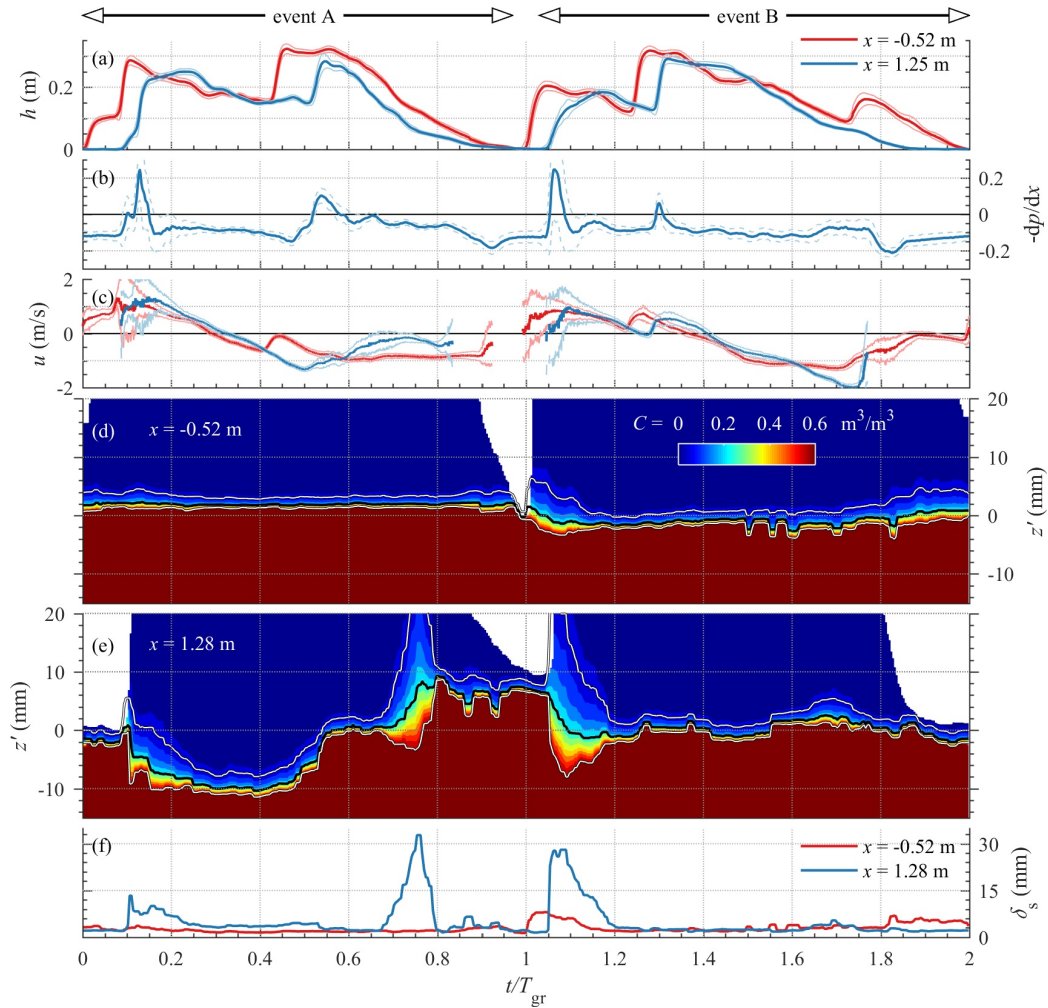 event A
event B
(a)
x = -0.52 m
x = 1.25 m
0.2
0
h (m)
(b)
0.2
0
-0.2
-dp/dx
(c)
2
0
-2
u (m/s)
(d)
x = -0.52 m
C = 0 0.2 0.4 0.6 m³/m³
20
10
0
-10
z′ (mm)
(e)
x = 1.28 m
20
10
0
-10
z′ (mm)
(f)
x = -0.52 m
x = 1.28 m
30
15
0
δs (mm)
0 0.2 0.4 0.6 0.8 1 1.2 1.4 1.6 1.8 2
t/Tgr